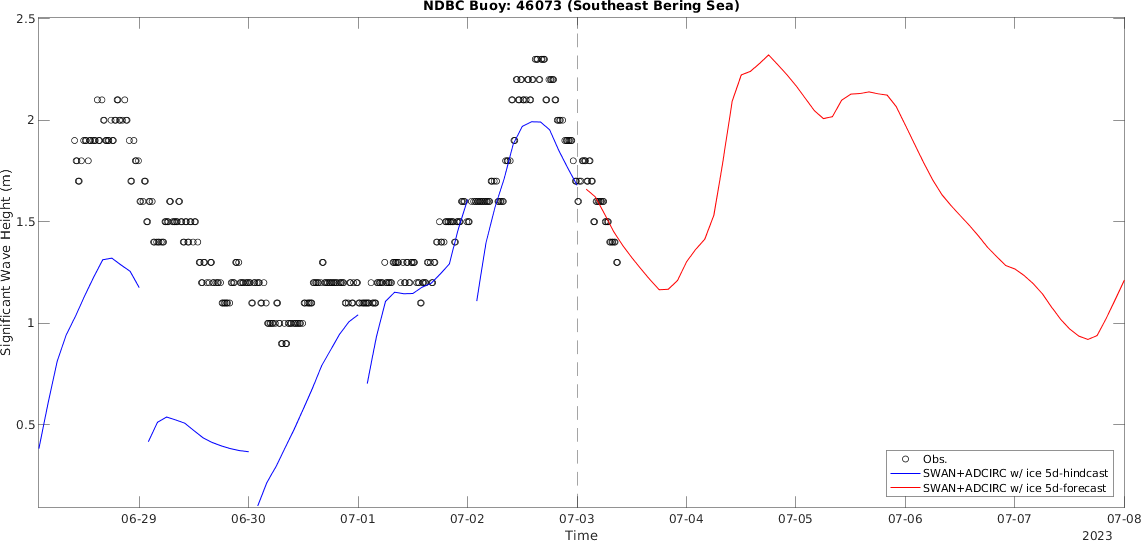 NDBC Buoy: 46073 (Southeast Bering Sea)
2.5
2
1.5
1
0.5
Significant Wave Height (m)
Obs.
SWAN+ADCIRC w/ ice 5d-hindcast
SWAN+ADCIRC w/ ice 5d-forecast
06-29 06-30 07-01 07-02 07-03 07-04 07-05 07-06 07-07 07-08
Time
2023